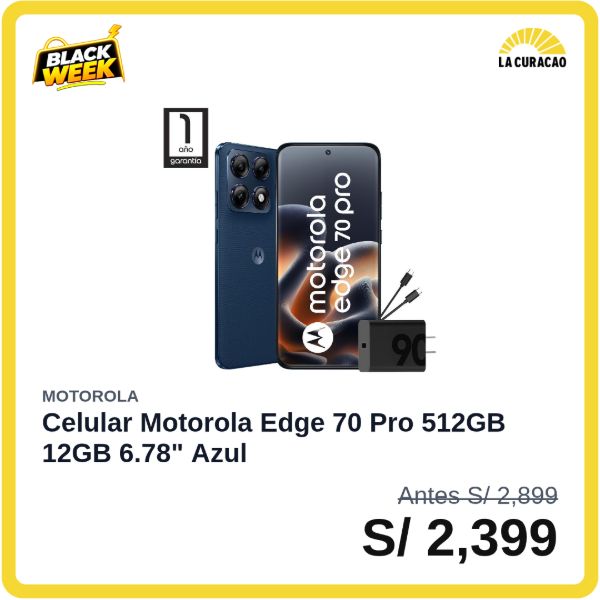 BLACK
WEEK
LA CURACAO
1
año
garantía
motorola
edge 70 pro
90
MOTOROLA
Celular Motorola Edge 70 Pro 512GB
12GB 6.78" Azul
Antes S/ 2,899
S/ 2,399